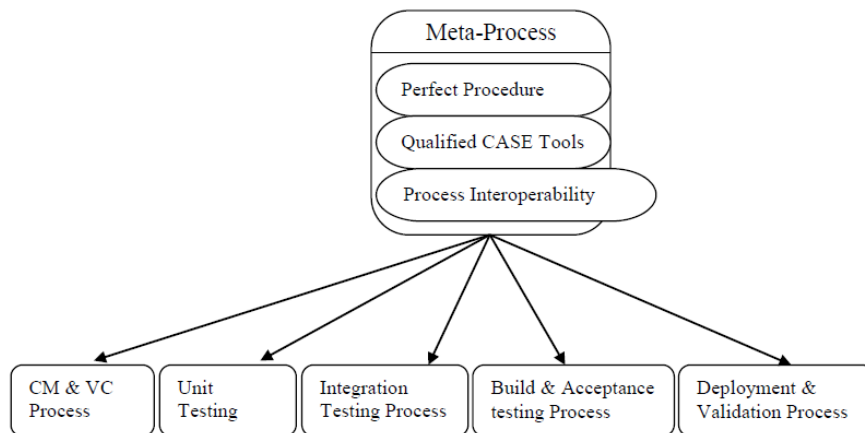 Meta-Process
Perfect Procedure
Qualified CASE Tools
Process Interoperability
CM & VC
Process
Unit
Testing
Integration
Testing Process
Build & Acceptance
testing Process
Deployment &
Validation Process